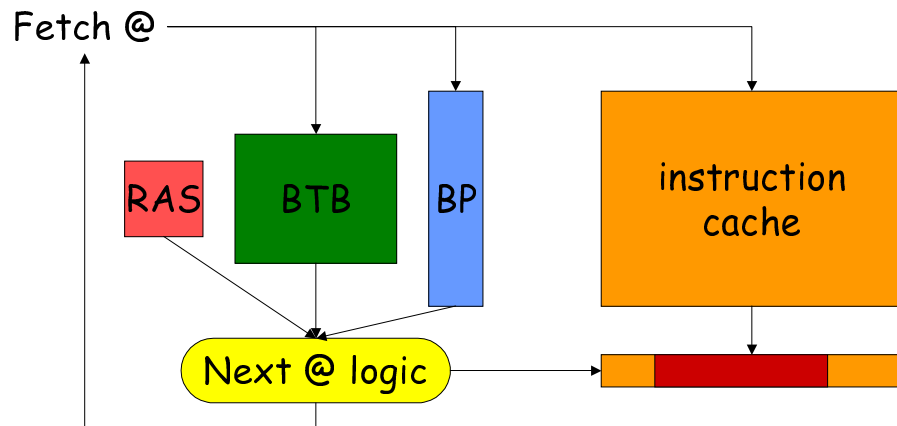 Fetch @
RAS
BTB
BP
instruction
cache
Next @ logic